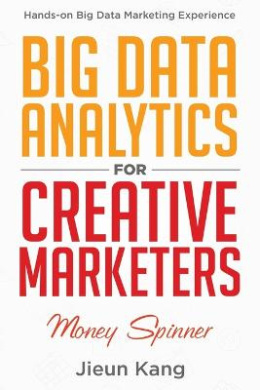 Hands-on Big Data Marketing Experience
BIG DATA
ANALYTICS
FOR
CREATIVE
MARKETERS
Money Spinner
Jieun Kang